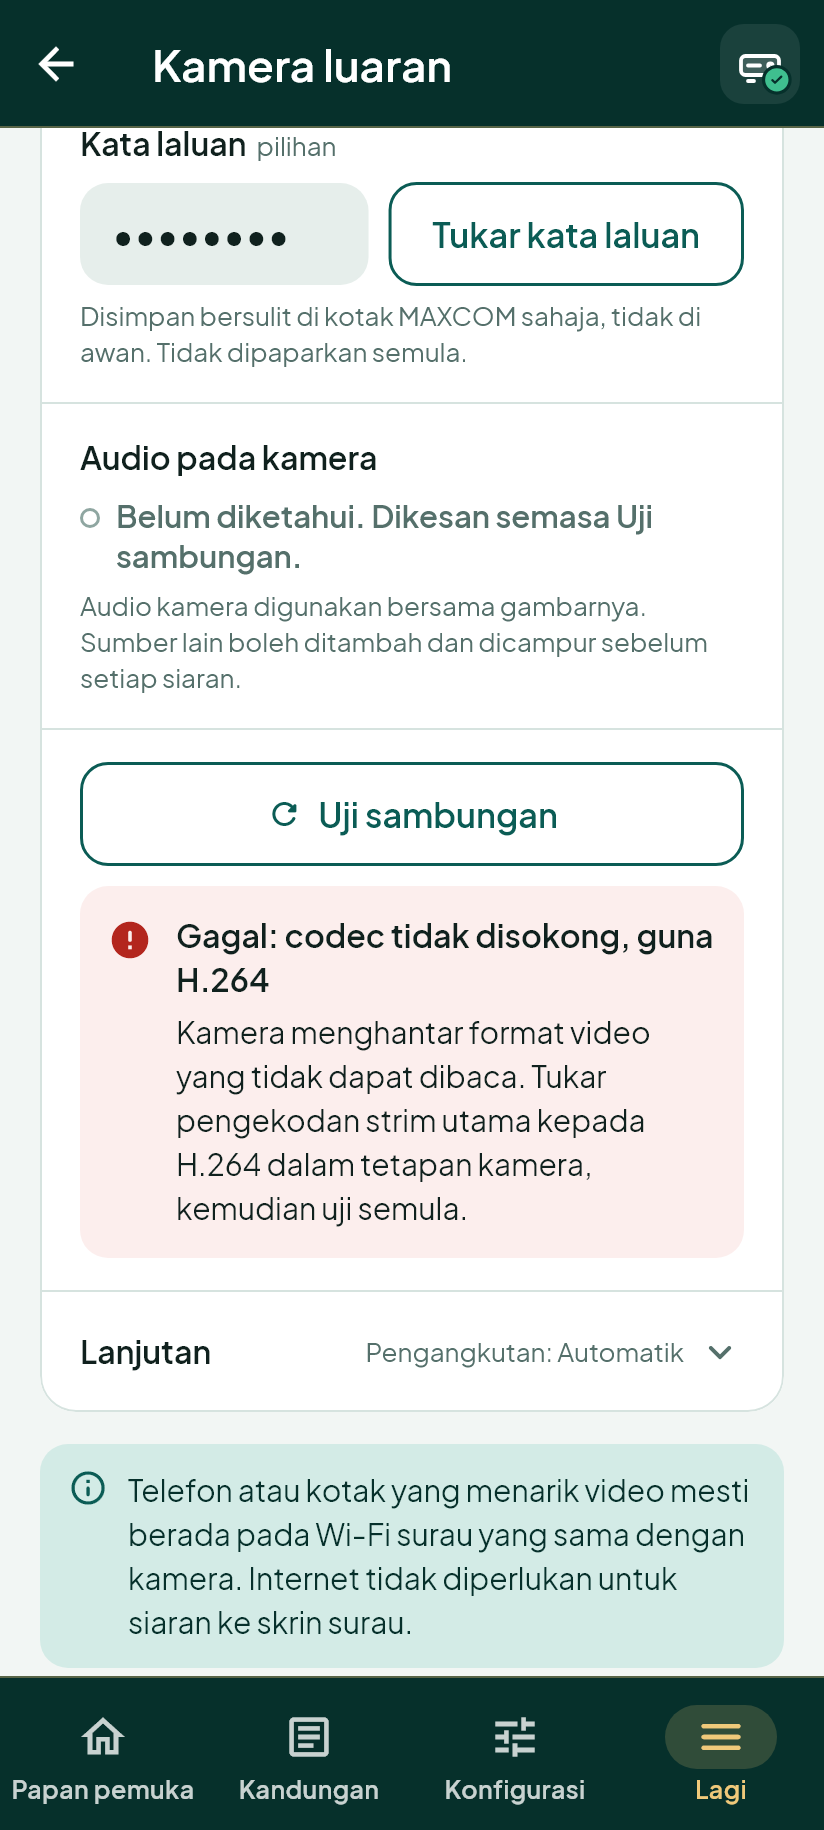 Kamera luaran
Kata laluan pilihan
Tukar kata laluan
Disimpan bersulit di kotak MAXCOM sahaja, tidak di
awan. Tidak dipaparkan semula.
Audio pada kamera
Belum diketahui. Dikesan semasa Uji
sambungan.
Audio kamera digunakan bersama gambarnya.
Sumber lain boleh ditambah dan dicampur sebelum
setiap siaran.
Uji sambungan
Gagal: codec tidak disokong, guna
H.264
Kamera menghantar format video
yang tidak dapat dibaca. Tukar
pengekodan strim utama kepada
H.264 dalam tetapan kamera,
kemudian uji semula.
Lanjutan Pengangkutan: Automatik
Telefon atau kotak yang menarik video mesti
berada pada Wi-Fi surau yang sama dengan
kamera. Internet tidak diperlukan untuk
siaran ke skrin surau.
Papan pemuka Kandungan Konfigurasi Lagi